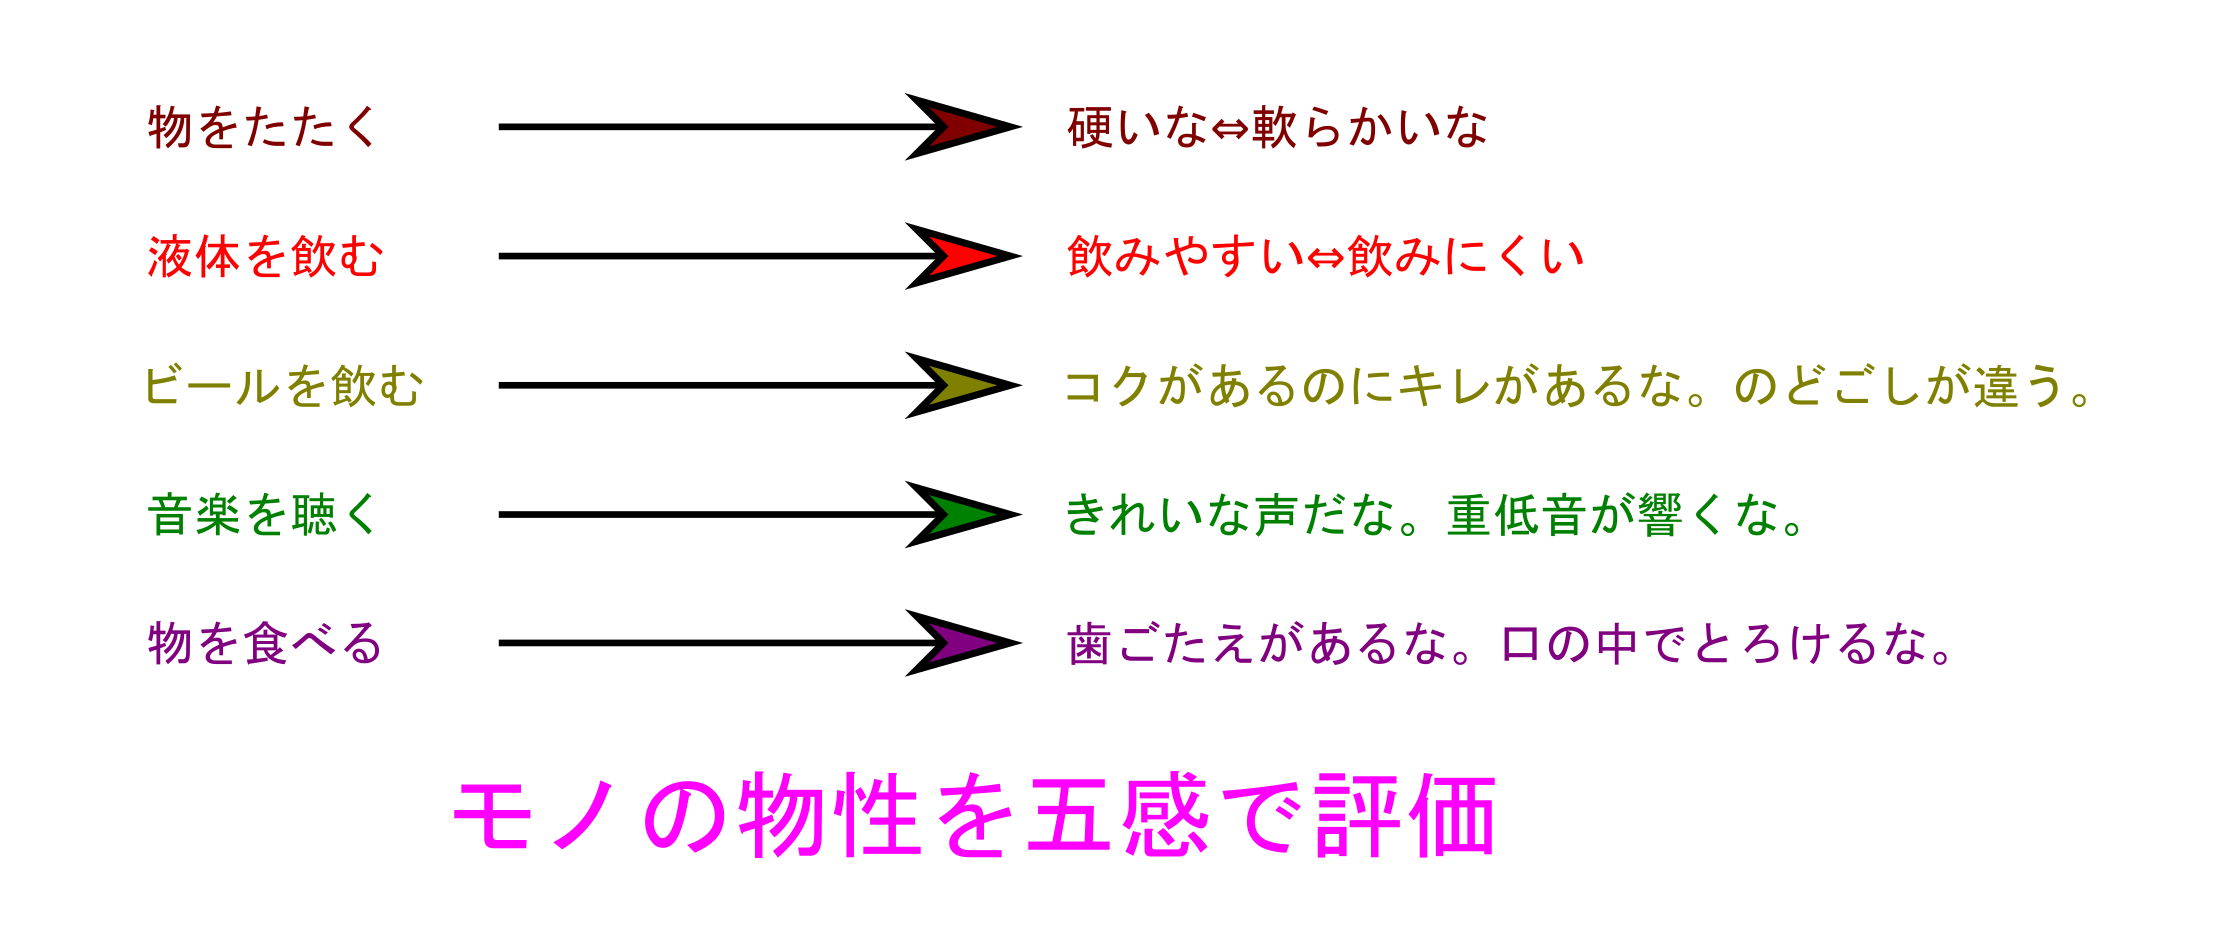 物をたたく 硬いな⇔軟らかいな
液体を飲む 飲みやすい⇔飲みにくい
ビールを飲む コクがあるのにキレがあるな。のどごしが違う。
音楽を聴く きれいな声だな。重低音が響くな。
物を食べる 歯ごたえがあるな。口の中でとろけるな。
モノの物性を五感で評価